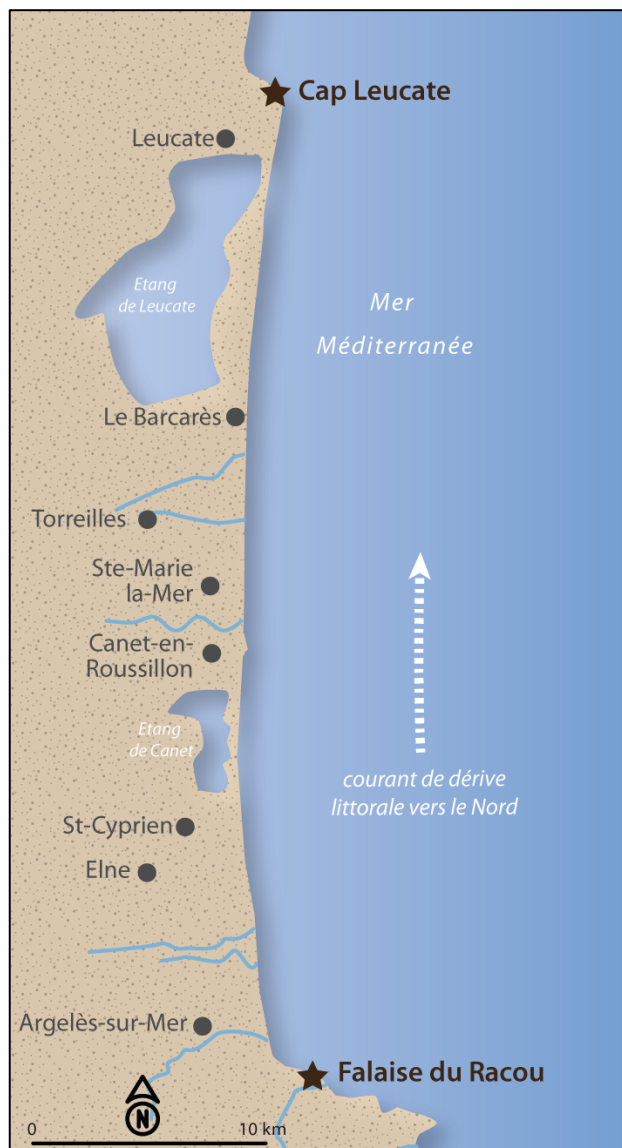 Cap Leucate
Leucate
Etang
de Leucate
Mer
Méditerranée
Le Barcarès
Torreilles
Ste-Marie
la-Mer
Canet-en-
Roussillon
Etang
de Canet
courant de dérive
littorale vers le Nord
St-Cyprien
Elne
Argelès-sur-Mer
Falaise du Racou
N
0 10 km